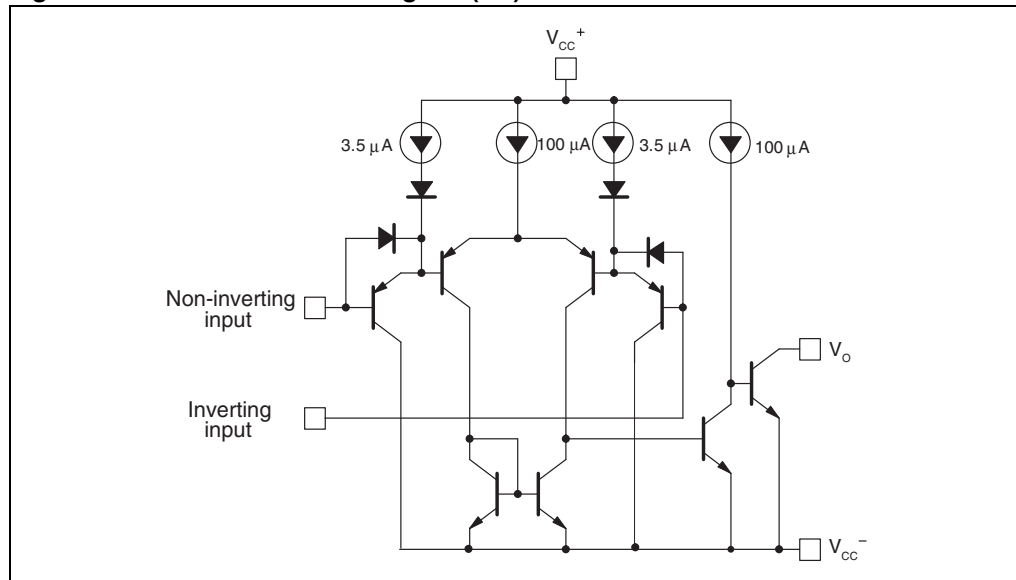 V_CC^+
3.5 μA
100 μA
3.5 μA
100 μA
Non-inverting
input
V_O
Inverting
input
V_CC^-